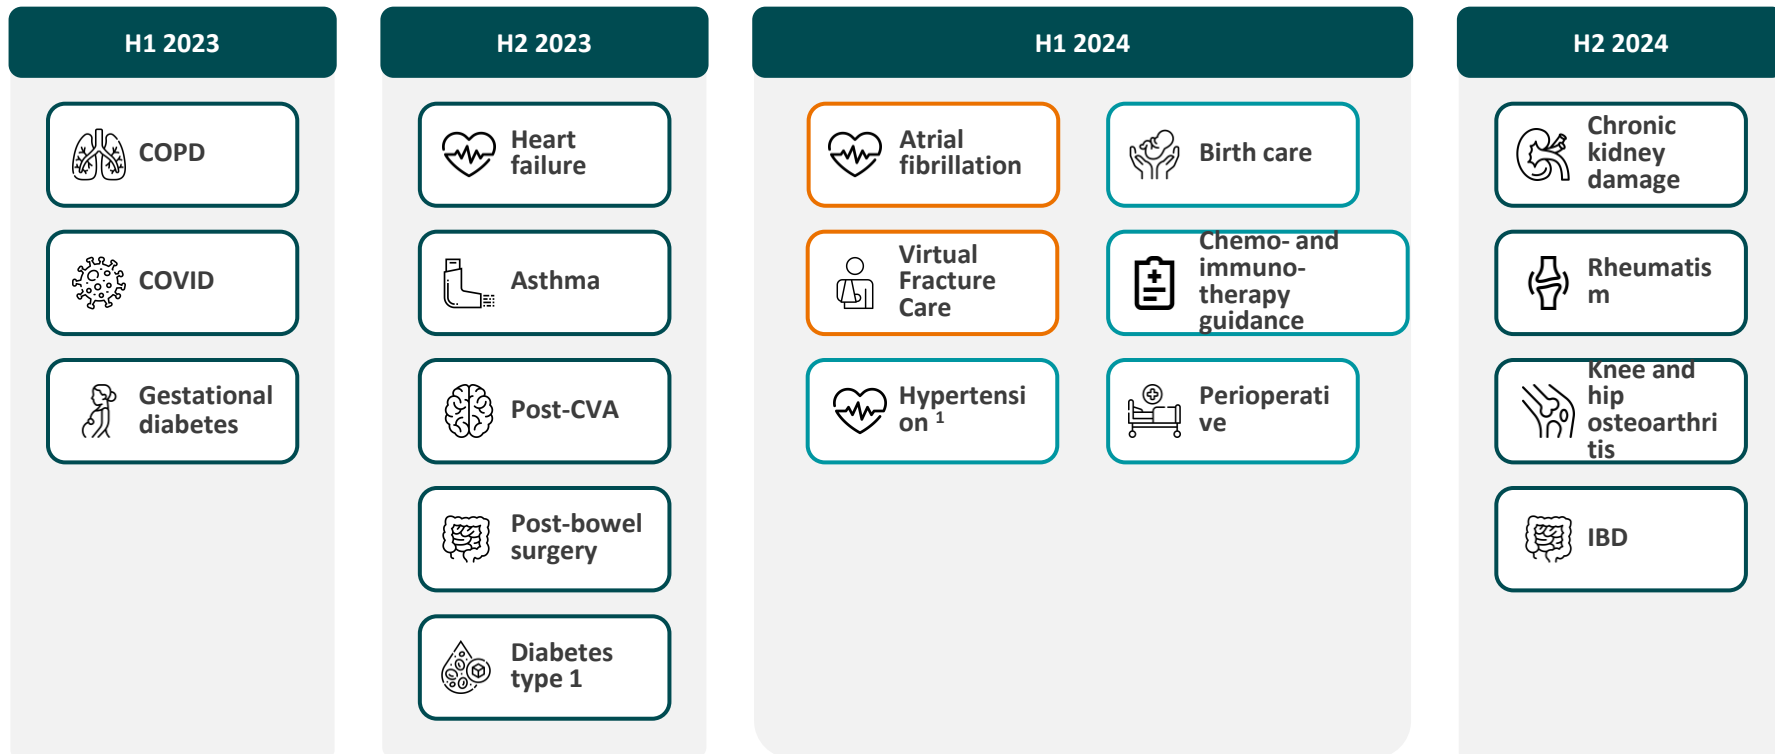 H1 2023
COPD
COVID
Gestational
diabetes
H2 2023
Heart
failure
Asthma
Post-CVA
Post-bowel
surgery
Diabetes
type 1
H1 2024
Atrial
fibrillation
Virtual
Fracture
Care
Hypertensi
on 1
Birth care
Chemo- and
immuno-
therapy
guidance
Perioperati
ve
H2 2024
Chronic
kidney
damage
Rheumatis
m
Knee and
hip
osteoarthri
tis
IBD